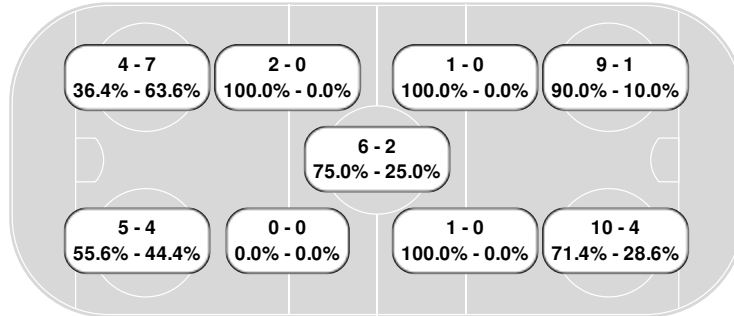 4 - 7
36.4% - 63.6%
2 - 0
100.0% - 0.0%
1 - 0
100.0% - 0.0%
9 - 1
90.0% - 10.0%
6 - 2
75.0% - 25.0%
5 - 4
55.6% - 44.4%
0 - 0
0.0% - 0.0%
1 - 0
100.0% - 0.0%
10 - 4
71.4% - 28.6%